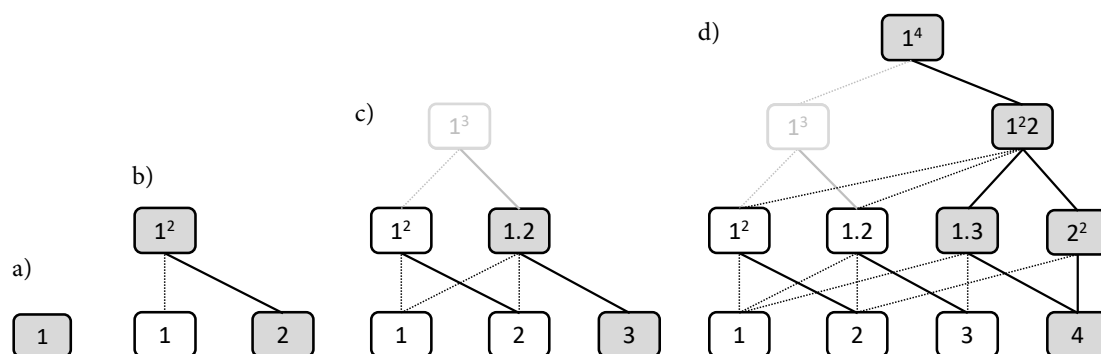 d) 1⁴
c) 1³ 1³ 1²2
b)
1² 1² 1.2 1² 1.2 1.3 2²
a)
1 1 2 1 2 3 1 2 3 4